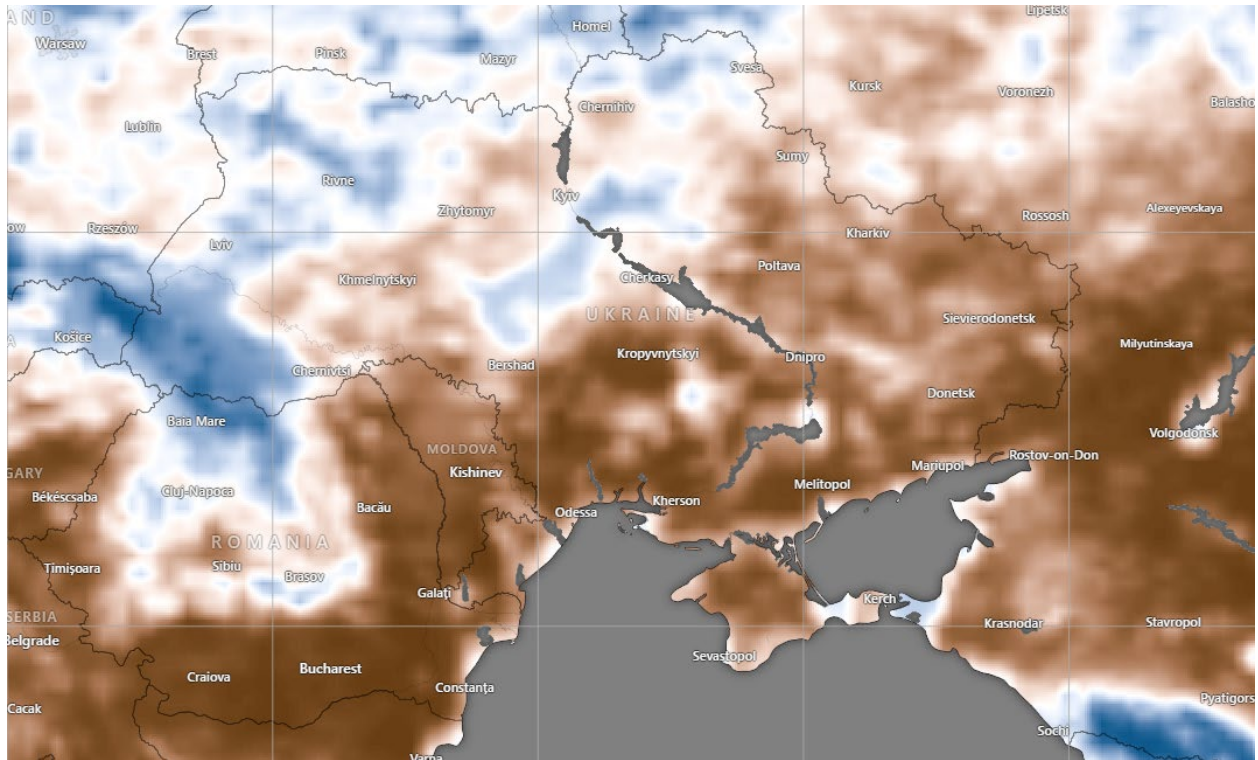 AND
Homel
Lipetsk
Warsaw
Brest
Pinsk
Mazyr
Svesa
Kursk
Voronezh
Chernihiv
Balasho
Lublin
Sumy
Rivne
Kyiv
Zhytomyr
Alexeyevskaya
Rossosh
ow
Rzeszów
Lviv
Kharkiv
Khmelnytskyi
Cherkasy
Poltava
UKRAINE
Sievierodonetsk
Košice
A
Kropyvnytskyi
Dnipro
Milyutinskaya
Bershad
Chernivtsi
Donetsk
Baia Mare
Volgodonsk
MOLDOVA
Rostov-on-Don
GARY
Kishinev
Mariupol
Cluj-Napoca
Melitopol
Békéscsaba
Kherson
Bacău
Odessa
ROMANIA
Timișoara
Sibiu
Brasov
Galați
Kerch
SERBIA
Krasnodar
Stavropol
Belgrade
Sevastopol
Bucharest
Craiova
Constanța
Pyatigors
Cacak
Sochi
Varna